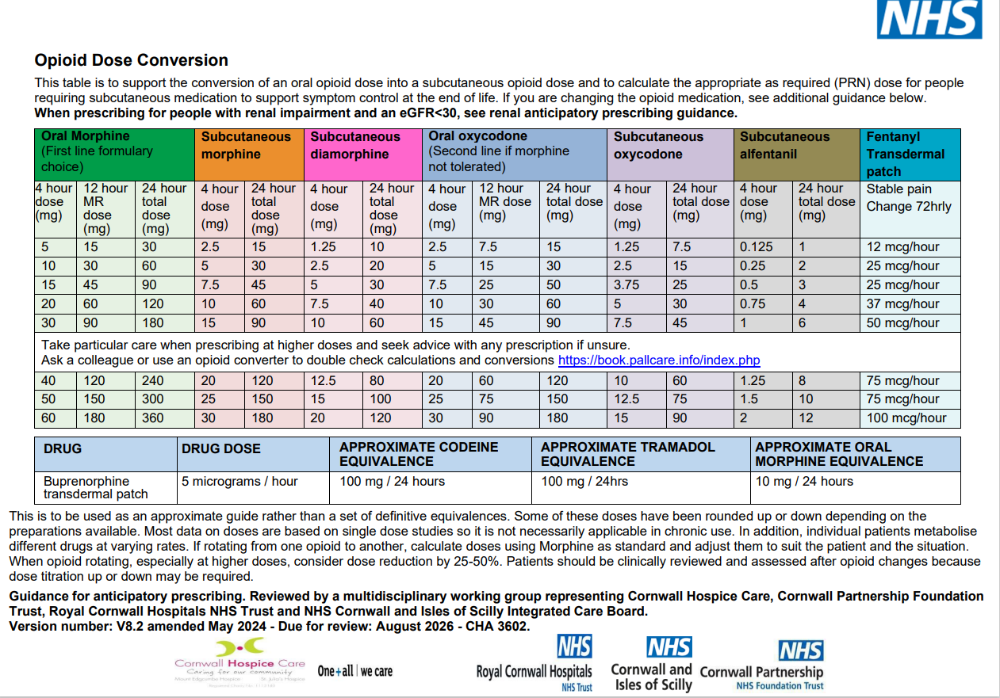 NHS
Opioid Dose Conversion
This table is to support the conversion of an oral opioid dose into a subcutaneous opioid dose and to calculate the appropriate as required (PRN) dose for people
requiring subcutaneous medication to support symptom control at the end of life. If you are changing the opioid medication, see additional guidance below.
When prescribing for people with renal impairment and an eGFR<30, see renal anticipatory prescribing guidance.
Oral Morphine (First line formulary choice) Subcutaneous morphine Subcutaneous diamorphine Oral oxycodone (Second line if morphine not tolerated) Subcutaneous oxycodone Subcutaneous alfentanil Fentanyl Transdermal patch
4 hour dose (mg) 12 hour MR dose (mg) 24 hour total dose (mg) 4 hour dose (mg) 24 hour total dose (mg) 4 hour dose (mg) 24 hour total dose (mg) 4 hour dose (mg) 12 hour MR dose (mg) 24 hour total dose (mg) 4 hour dose (mg) 24 hour total dose (mg) 4 hour dose (mg) 24 hour total dose (mg) Stable pain Change 72hrly
5 15 30 2.5 15 1.25 10 2.5 7.5 15 1.25 7.5 0.125 1 12 mcg/hour
10 30 60 5 30 2.5 20 5 15 30 2.5 15 0.25 2 25 mcg/hour
15 45 90 7.5 45 5 30 7.5 25 50 3.75 25 0.5 3 25 mcg/hour
20 60 120 10 60 7.5 40 10 30 60 5 30 0.75 4 37 mcg/hour
30 90 180 15 90 10 60 15 45 90 7.5 45 1 6 50 mcg/hour
Take particular care when prescribing at higher doses and seek advice with any prescription if unsure.
Ask a colleague or use an opioid converter to double check calculations and conversions https://book.pallcare.info/index.php
40 120 240 20 120 12.5 80 20 60 120 10 60 1.25 8 75 mcg/hour
50 150 300 25 150 15 100 25 75 150 12.5 75 1.5 10 75 mcg/hour
60 180 360 30 180 20 120 30 90 180 15 90 2 12 100 mcg/hour
DRUG DRUG DOSE APPROXIMATE CODEINE EQUIVALENCE APPROXIMATE TRAMADOL EQUIVALENCE APPROXIMATE ORAL MORPHINE EQUIVALENCE
Buprenorphine transdermal patch 5 micrograms / hour 100 mg / 24 hours 100 mg / 24hrs 10 mg / 24 hours
This is to be used as an approximate guide rather than a set of definitive equivalences. Some of these doses have been rounded up or down depending on the
preparations available. Most data on doses are based on single dose studies so it is not necessarily applicable in chronic use. In addition, individual patients metabolise
different drugs at varying rates. If rotating from one opioid to another, calculate doses using Morphine as standard and adjust them to suit the patient and the situation.
When opioid rotating, especially at higher doses, consider dose reduction by 25-50%. Patients should be clinically reviewed and assessed after opioid changes because
dose titration up or down may be required.
Guidance for anticipatory prescribing. Reviewed by a multidisciplinary working group representing Cornwall Hospice Care, Cornwall Partnership Foundation
Trust, Royal Cornwall Hospitals NHS Trust and NHS Cornwall and Isles of Scilly Integrated Care Board.
Version number: V8.2 amended May 2024 - Due for review: August 2026 - CHA 3602.
Cornwall Hospice Care
Caring for our community
Mount Edgcumbe Hospice St. Julia's Hospice
One+all | we care
NHS
Royal Cornwall Hospitals
NHS Trust
NHS
Cornwall and
Isles of Scilly
NHS
Cornwall Partnership
NHS Foundation Trust